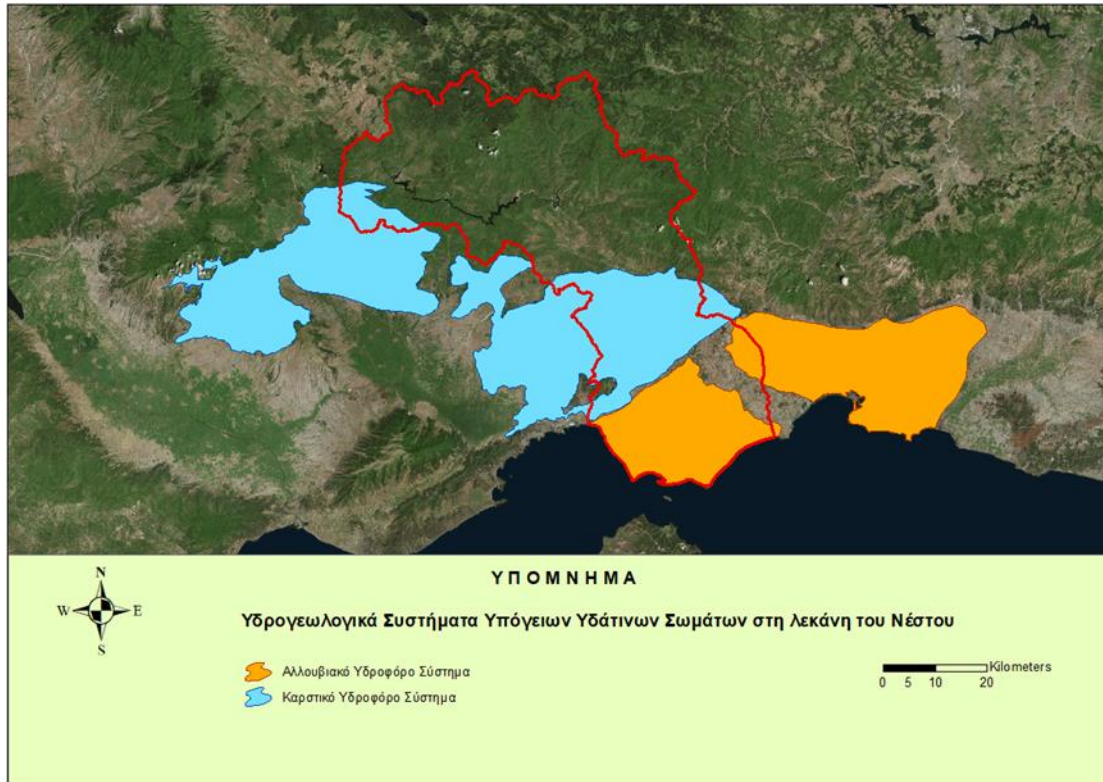 ΥΠΟΜΝΗΜΑ
Υδρογεωλογικά Συστήματα Υπόγειων Υδάτινων Σωμάτων στη λεκάνη του Νέστου
N
W E
S
Αλλουβιακό Υδροφόρο Σύστημα
Καρστικό Υδροφόρο Σύστημα
Kilometers
0 5 10 20